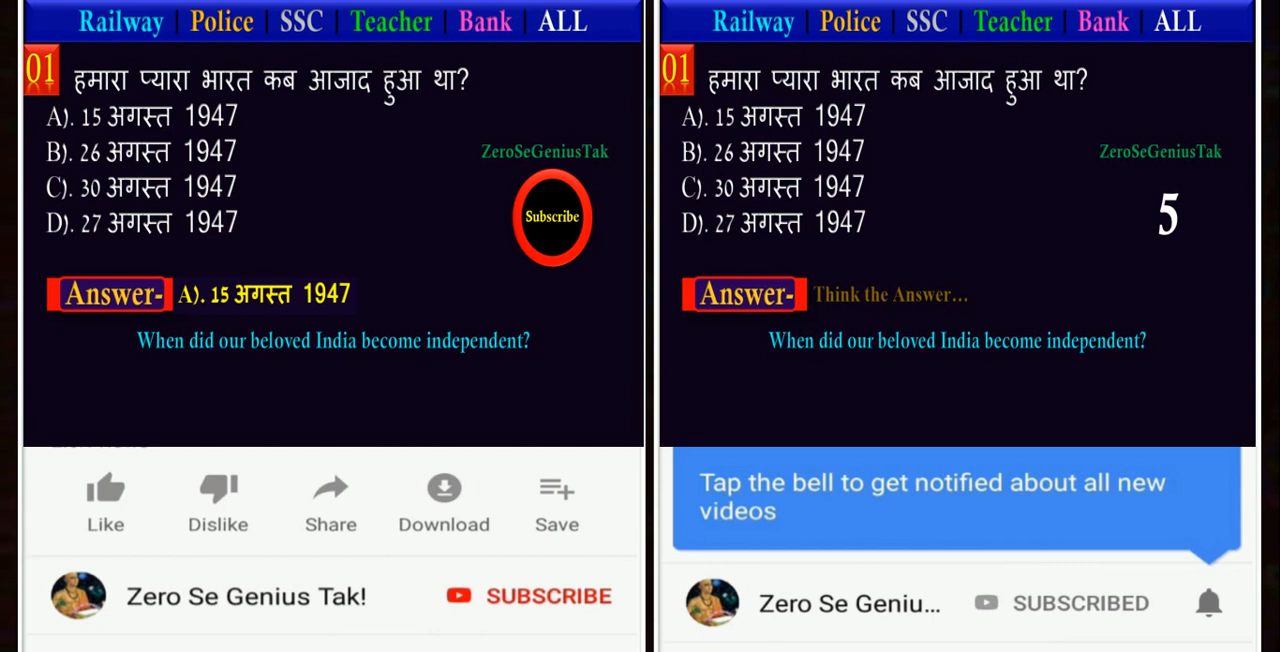 Railway | Police | SSC | Teacher | Bank | ALL
01 हमारा प्यारा भारत कब आजाद हुआ था?
A). 15 अगस्त 1947
B). 26 अगस्त 1947
ZeroSeGeniusTak
C). 30 अगस्त 1947
D). 27 अगस्त 1947
Subscribe
Answer- A). 15 अगस्त 1947
When did our beloved India become independent?
Like
Dislike
Share
Download
Save
Zero Se Genius Tak!
SUBSCRIBE
Railway | Police | SSC | Teacher | Bank | ALL
01 हमारा प्यारा भारत कब आजाद हुआ था?
A). 15 अगस्त 1947
B). 26 अगस्त 1947
ZeroSeGeniusTak
C). 30 अगस्त 1947
D). 27 अगस्त 1947
5
Answer- Think the Answer...
When did our beloved India become independent?
Tap the bell to get notified about all new
videos
Zero Se Geniu...
SUBSCRIBED